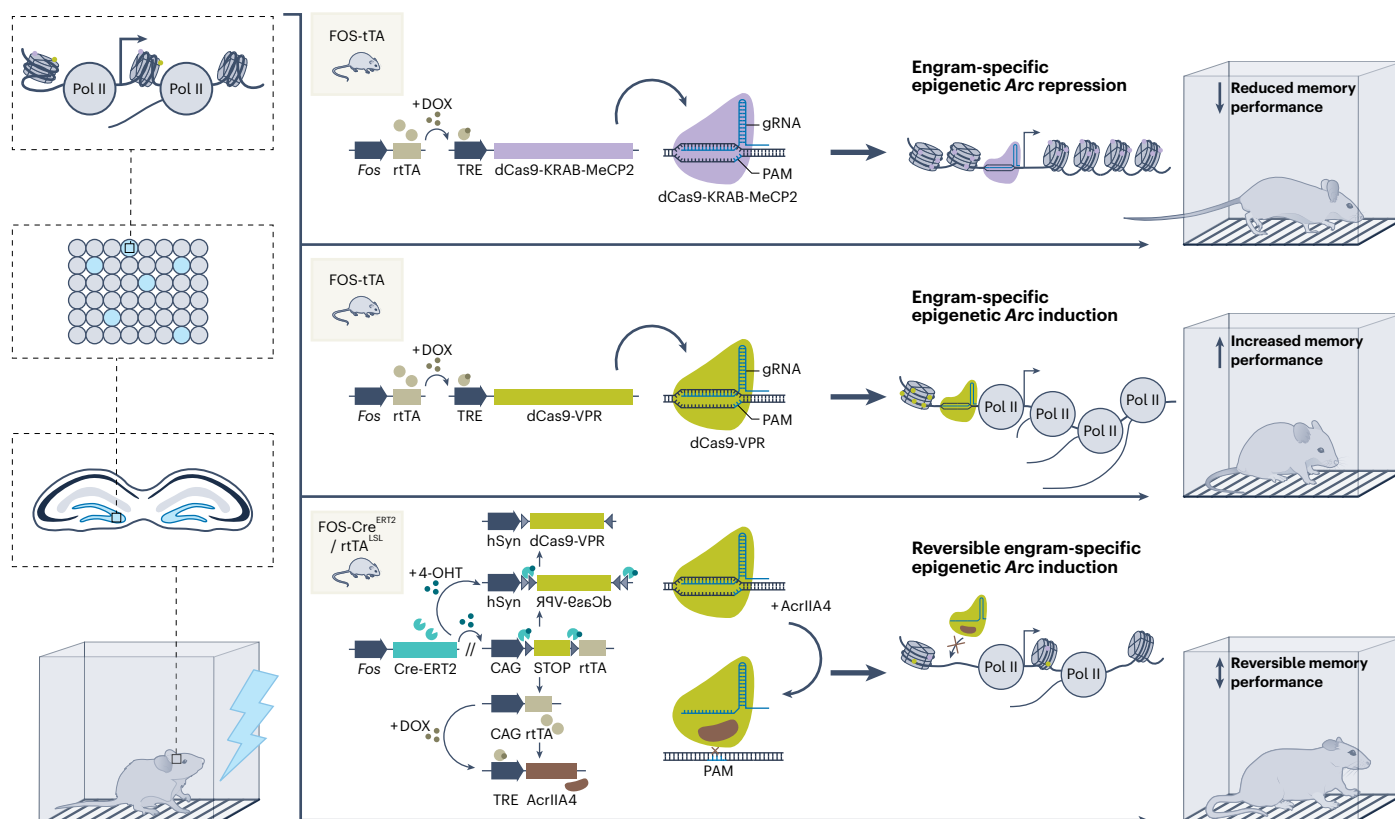 Pol II
Pol II
FOS-tTA
+DOX
Fos
rtTA
TRE
dCas9-KRAB-MeCP2
gRNA
PAM
dCas9-KRAB-MeCP2
Engram-specific
epigenetic Arc repression
Reduced memory
performance
FOS-tTA
+DOX
Fos
rtTA
TRE
dCas9-VPR
gRNA
PAM
dCas9-VPR
Engram-specific
epigenetic Arc induction
Pol II
Pol II
Pol II
Pol II
Increased memory
performance
FOS-CreERT2
/ rtTALSL
hSyn
dCas9-VPR
+4-OHT
hSyn
dCas9-VPR
Fos
Cre-ERT2
//
CAG
STOP
rtTA
+DOX
CAG
rtTA
TRE
AcrIIA4
+AcrIIA4
PAM
Reversible engram-specific
epigenetic Arc induction
Pol II
Pol II
Reversible memory
performance